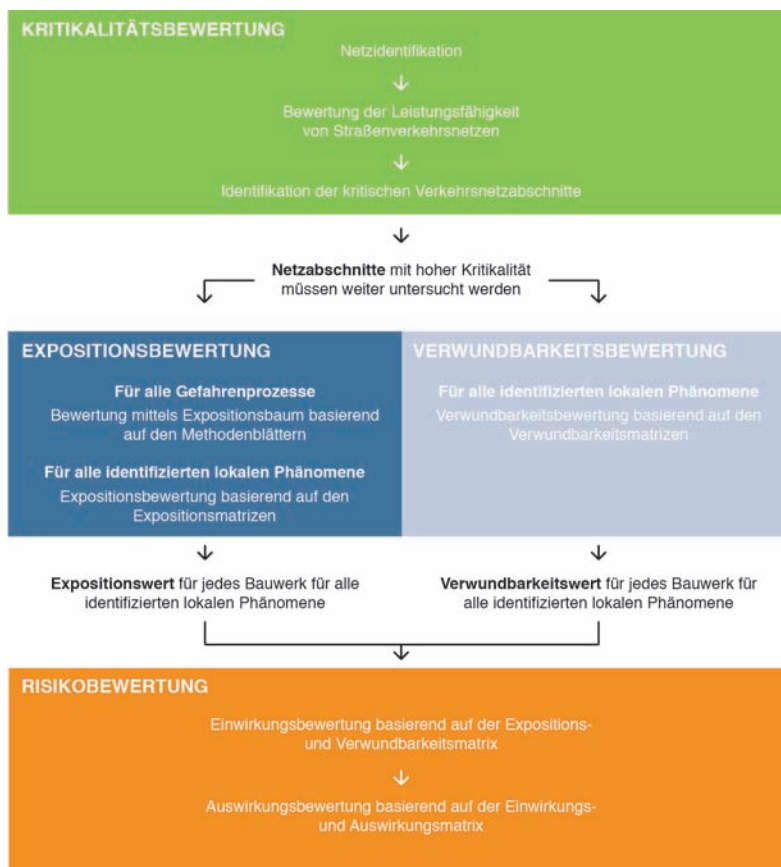 KRITIKALITÄTSBEWERTUNG
Netzidentifikation
Bewertung der Leistungsfähigkeit
von Straßenverkehrsnetzen
Identifikation der kritischen Verkehrsnetzabschnitte
Netzabschnitte mit hoher Kritikalität
müssen weiter untersucht werden
EXPOSITIONSBEWERTUNG
Für alle Gefahrenprozesse
Bewertung mittels Expositionsbaum basierend
auf den Methodenblättern
Für alle identifizierten lokalen Phänomene
Expositionsbewertung basierend auf den
Expositionsmatrizen
VERWUNDBARKEITSBEWERTUNG
Für alle identifizierten lokalen Phänomene
Verwundbarkeitsbewertung basierend auf den
Verwundbarkeitsmatrizen
Expositionswert für jedes Bauwerk für alle
identifizierten lokalen Phänomene
Verwundbarkeitswert für jedes Bauwerk für
alle identifizierten lokalen Phänomene
RISIKOBEWERTUNG
Einwirkungsbewertung basierend auf der Expositions-
und Verwundbarkeitsmatrix
Auswirkungsbewertung basierend auf der Einwirkungs-
und Auswirkungsmatrix